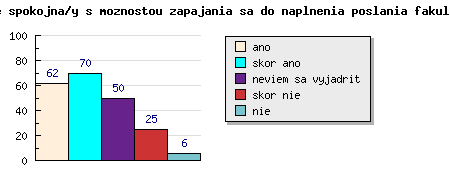 spokojna/y s moznostou zapajania sa do naplnenia poslania fakul
100
80
60
40
20
0
62
70
50
25
6
ano
skor ano
neviem sa vyjadrit
skor nie
nie